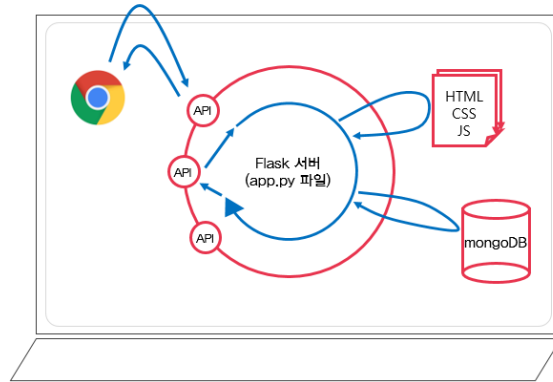 API
HTML
CSS
JS
Flask 서버
(app.py 파일)
API
API
mongoDB